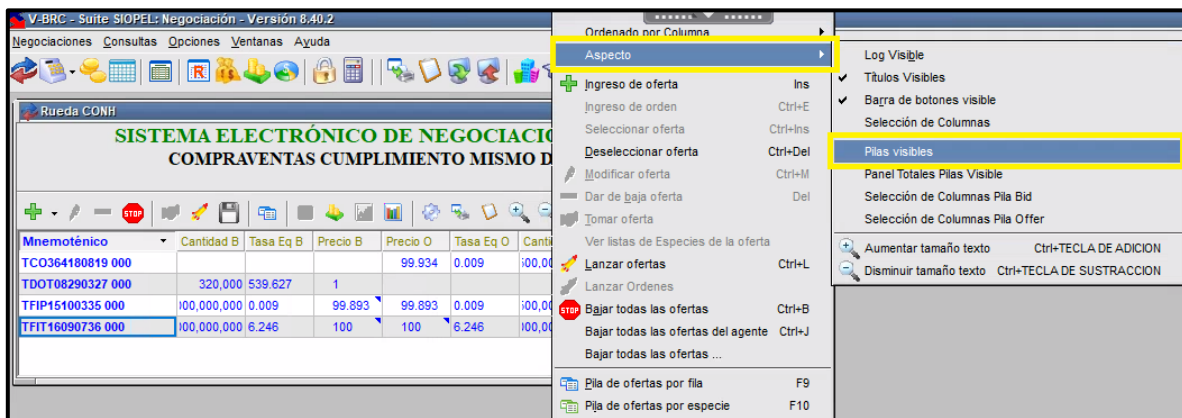 V-BRC - Suite SIOPEL: Negociación - Versión 8.40.2
Negociaciones Consultas Opciones Ventanas Ayuda
Rueda CONH
SISTEMA ELECTRÓNICO DE NEGOCIACIO
COMPRAVENTAS CUMPLIMIENTO MISMO D
STOP
Mnemotécnico Cantidad B Tasa Eq B Precio B Precio O Tasa Eq O Canti
TCO364180819 000 99.934 0.009 500,00
TDOT08290327 000 320,000 539.627 1
TFIP15100335 000 000,000,000 0.009 99.893 99.893 0.009 500,00
TFIT16090736 000 000,000,000 6.246 100 100 6.246 000,00
Ordenado por Columna
Aspecto
Ingreso de oferta Ins
Ingreso de orden Ctrl+E
Seleccionar oferta Ctrl+Ins
Deseleccionar oferta Ctrl+Del
Modificar oferta Ctrl+M
Dar de baja oferta Del
Tomar oferta
Ver listas de Especies de la oferta
Lanzar ofertas Ctrl+L
Lanzar Ordenes
STOP Bajar todas las ofertas Ctrl+B
Bajar todas las ofertas del agente Ctrl+J
Bajar todas las ofertas ...
Pila de ofertas por fila F9
Pila de ofertas por especie F10
Log Visible
Títulos Visibles
Barra de botones visible
Selección de Columnas
Pilas visibles
Panel Totales Pilas Visible
Selección de Columnas Pila Bid
Selección de Columnas Pila Offer
Aumentar tamaño texto Ctrl+TECLA DE ADICION
Disminuir tamaño texto Ctrl+TECLA DE SUSTRACCION